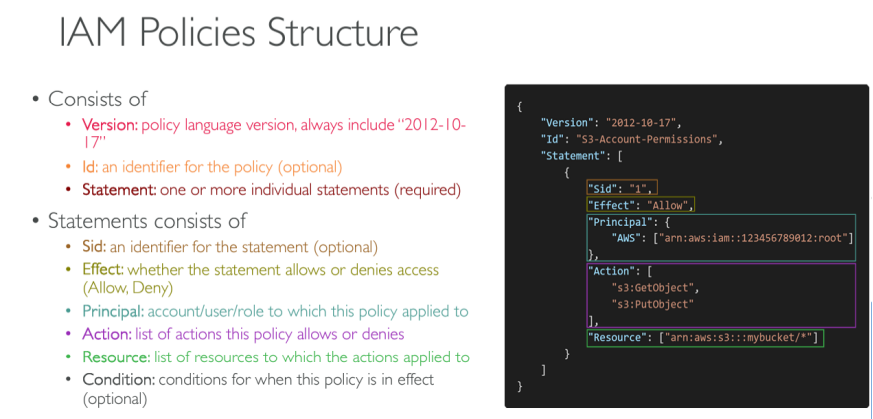 IAM Policies Structure
• Consists of
• Version: policy language version, always include “2012-10-
17”
• Id: an identifier for the policy (optional)
• Statement: one or more individual statements (required)
• Statements consists of
• Sid: an identifier for the statement (optional)
• Effect: whether the statement allows or denies access
(Allow, Deny)
• Principal: account/user/role to which this policy applied to
• Action: list of actions this policy allows or denies
• Resource: list of resources to which the actions applied to
• Condition: conditions for when this policy is in effect
(optional)
{
"Version": "2012-10-17",
"Id": "S3-Account-Permissions",
"Statement": [
{
"Sid": "1",
"Effect": "Allow",
"Principal": {
"AWS": ["arn:aws:iam::123456789012:root"]
},
"Action": [
"s3:GetObject",
"s3:PutObject"
],
"Resource": ["arn:aws:s3:::mybucket/*"]
}
]
}